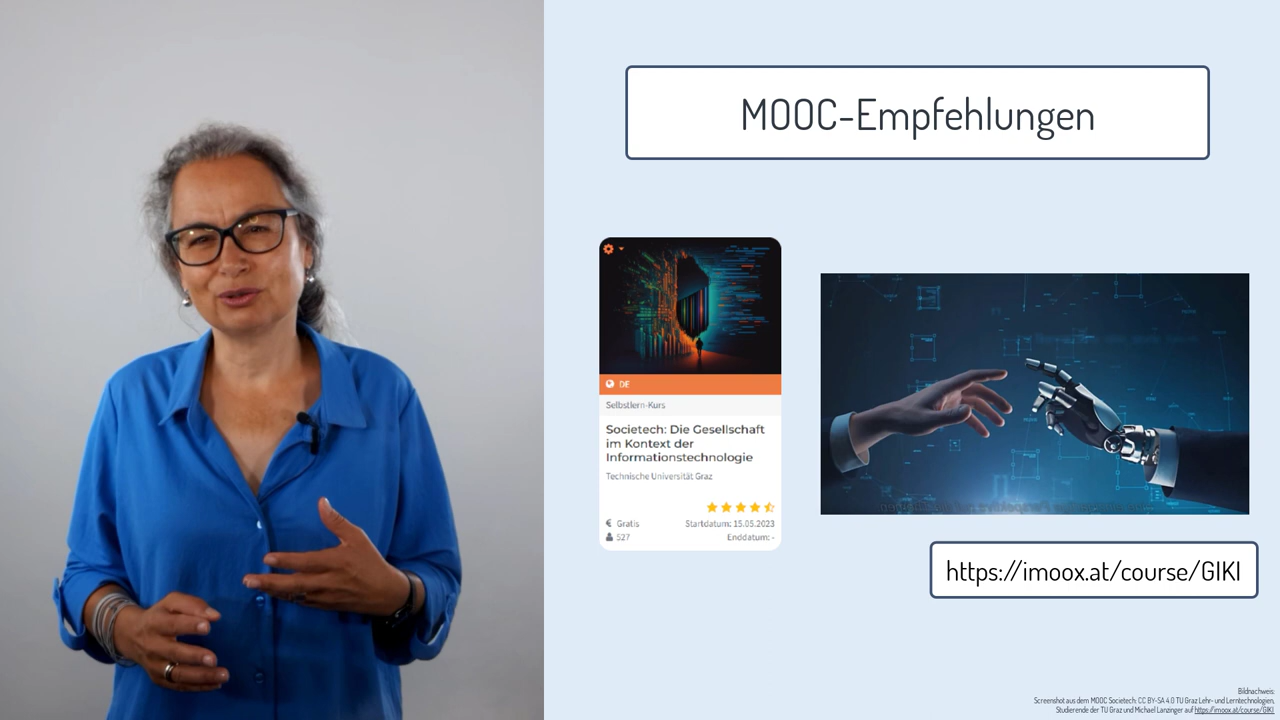 MOOC-Empfehlungen
DE
Selbstlern-Kurs
Societech: Die Gesellschaft
im Kontext der
Informationstechnologie
Technische Universität Graz
€ Gratis
Startdatum: 15.05.2023
527
Enddatum: -
https://imoox.at/course/GIKI
Bildnachweis:
Screenshot aus dem MOOC Societech: CC BY-SA 4.0 TU Graz Lehr- und Lerntechnologien,
Studierende der TU Graz und Michael Lanzinger auf https://imoox.at/course/GIKI